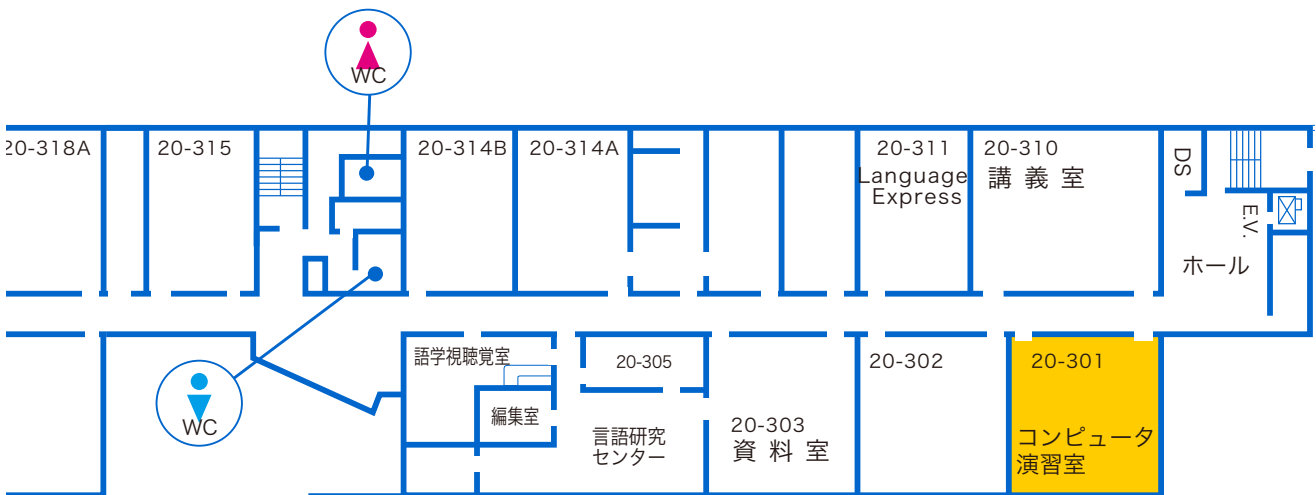 WC
20-318A
20-315
20-314B
20-314A
20-311
Language
Express
20-310
講義室
DS
E.V.
ホール
語学視聴覚室
編集室
20-305
言語研究
センター
20-303
資料室
20-302
20-301
コンピュータ
演習室
WC